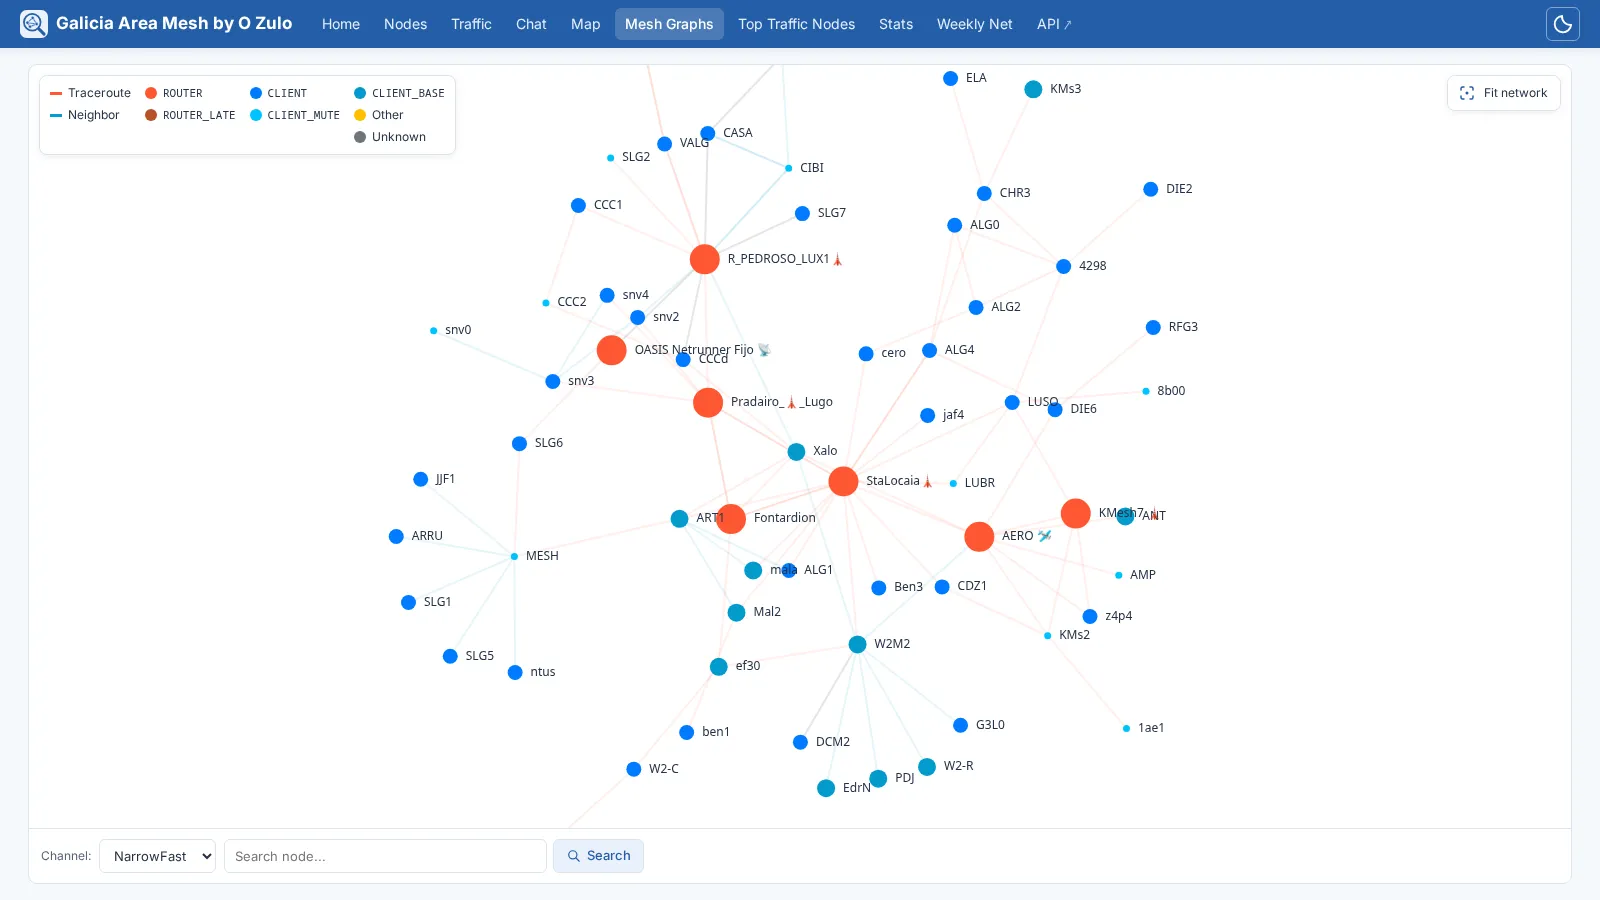 Galicia Area Mesh by O Zulo
Home
Nodes
Traffic
Chat
Map
Mesh Graphs
Top Traffic Nodes
Stats
Weekly Net
API ↗
Traceroute
ROUTER
CLIENT
CLIENT_BASE
Neighbor
ROUTER_LATE
CLIENT_MUTE
Other
Unknown
Fit network
ELA
KMs3
CASA
VALG
SLG2
CIBI
DIE2
CHR3
CCC1
SLG7
ALG0
R_PEDROSO_LUX1🗼
4298
snv4
CCC2
ALG2
snv2
snv0
RFG3
OASIS Netrunner Fijo 📡
CCCd
cero
ALG4
snv3
8b00
Pradairo_🗼_Lugo
LUSO
DIE6
jaf4
SLG6
Xalo
JJF1
StaLocaia🗼
LUBR
ART1
Fontardion
KMesh7 🗼
ANT
ARRU
AERO 🛩️
MESH
maia
ALG1
AMP
Ben3
CDZ1
SLG1
Mal2
z4p4
KMs2
W2M2
SLG5
ef30
ntus
G3L0
1ae1
ben1
DCM2
W2-C
W2-R
PDJ
EdrN
Channel:
NarrowFast
Search node...
Search